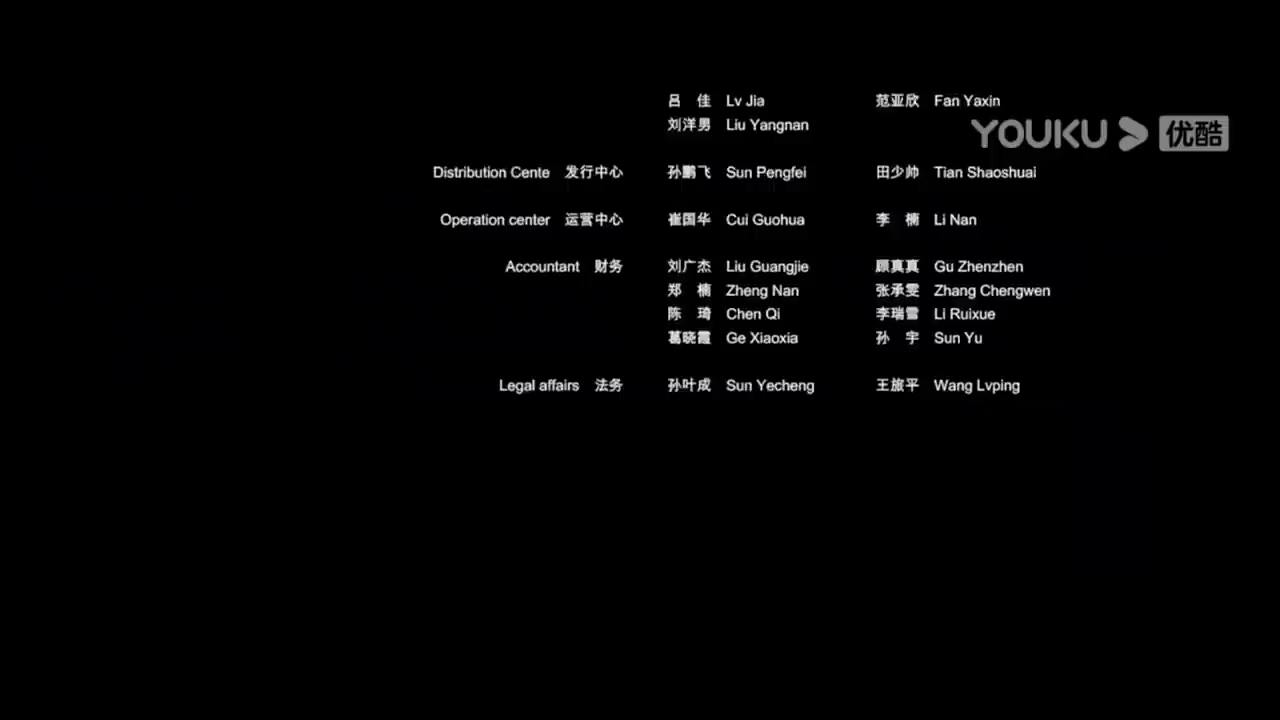 吕 佳 Lv Jia 范亚欣 Fan Yaxin
刘洋男 Liu Yangnan
YOUKU 优酷
Distribution Cente 发行中心 孙鹏飞 Sun Pengfei 田少帅 Tian Shaoshuai
Operation center 运营中心 崔国华 Cui Guohua 李 楠 Li Nan
Accountant 财务 刘广杰 Liu Guangjie 顾真真 Gu Zhenzhen
郑 楠 Zheng Nan 张承雯 Zhang Chengwen
陈 琦 Chen Qi 李瑞雪 Li Ruixue
葛晓霞 Ge Xiaoxia 孙 宇 Sun Yu
Legal affairs 法务 孙叶成 Sun Yecheng 王旅平 Wang Lvping